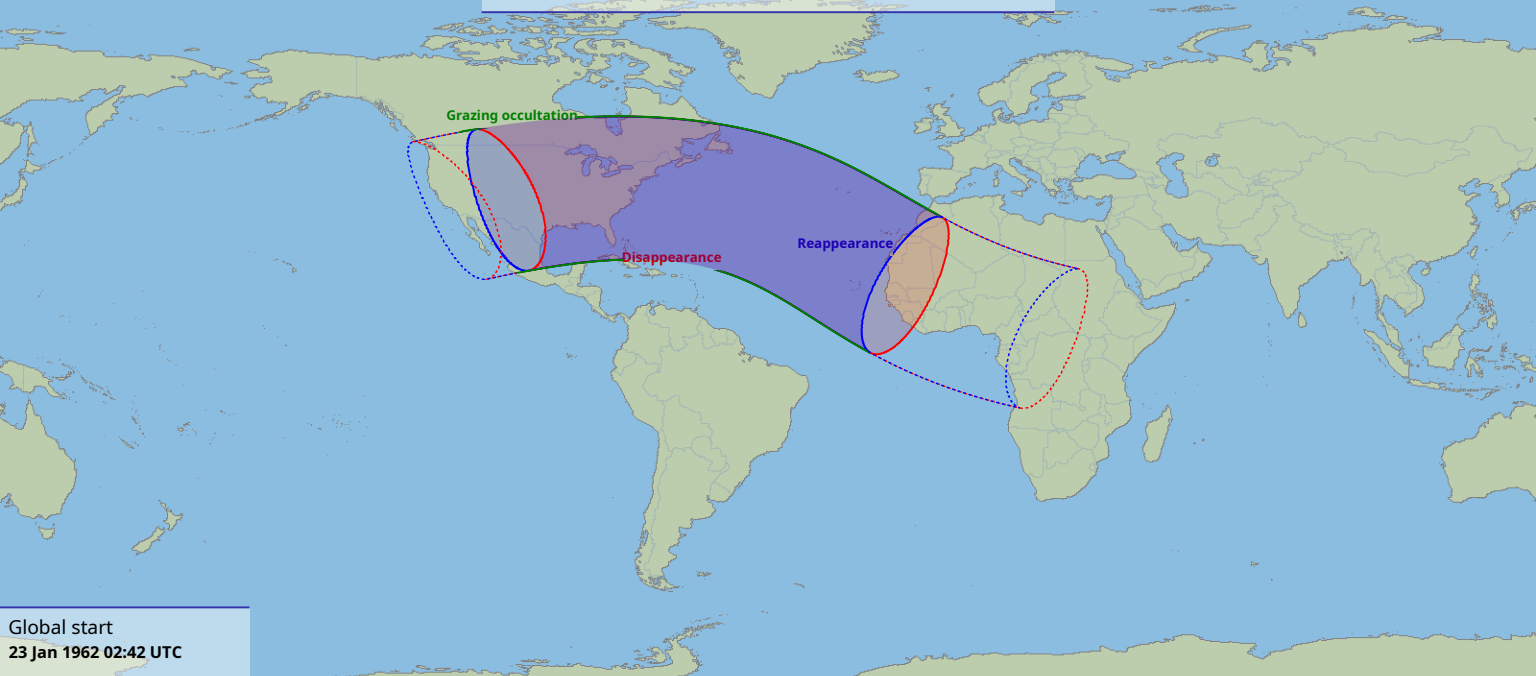 Grazing occultation
Reappearance
Disappearance
Global start
23 Jan 1962 02:42 UTC